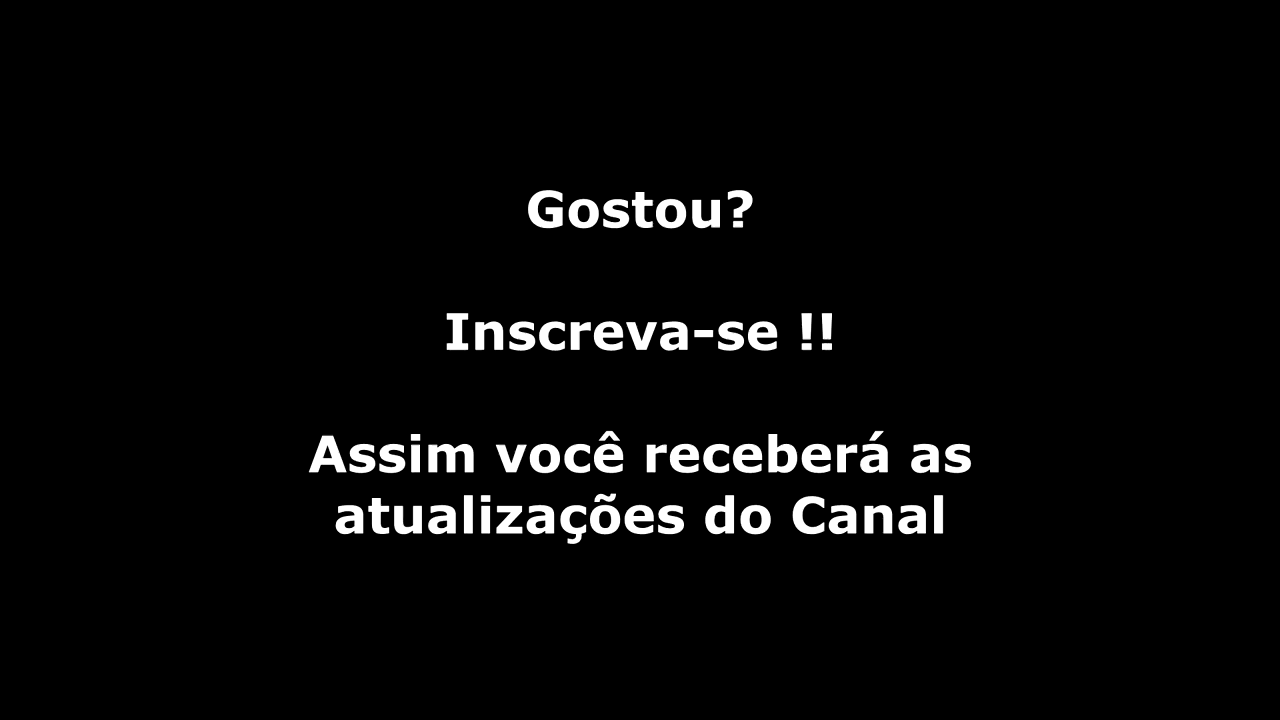 Gostou?
Inscreva-se !!
Assim você receberá as
atualizações do Canal